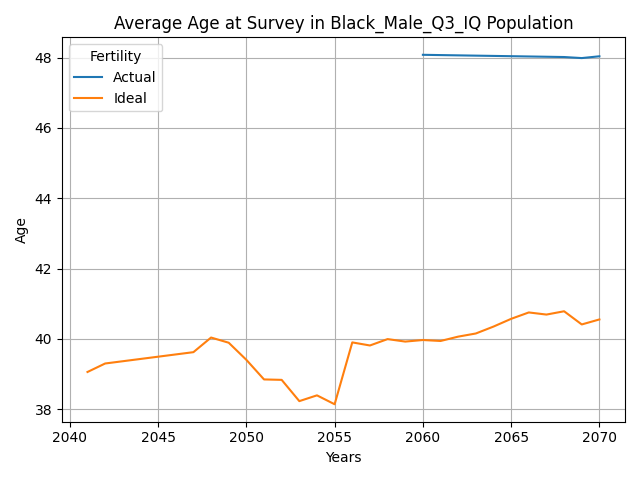 Average Age at Survey in Black_Male_Q3_IQ Population
Fertility
Actual
Ideal
48
46
44
42
40
38
Age
2040
2045
2050
2055
2060
2065
2070
Years